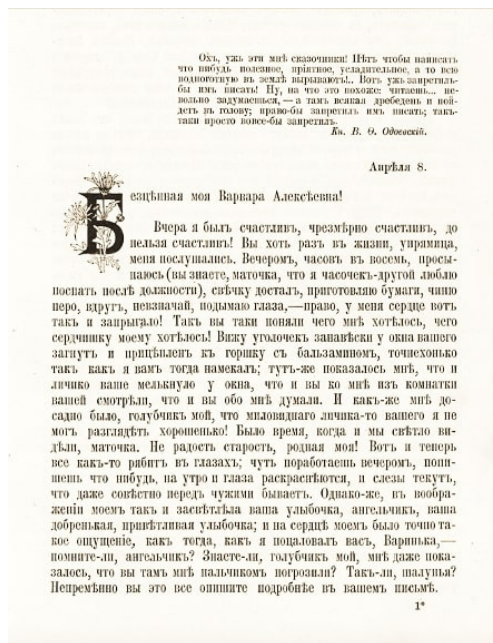 Охъ, ужь эти мнѣ сказочники! Нѣтъ чтобы написать
что нибудь полезное, пріятное, усладительное, а то всю
подноготную въ землѣ вырываютъ!.. Вотъ ужь запретилъ-
бы имъ писать! Ну, на что это похоже: читаешь... не-
вольно задумаешься, — а тамъ всякая дребедень и пой-
детъ въ голову; право-бы запретилъ имъ писать; такъ-
таки просто вовсе-бы запретилъ.
Кн. В. Ѳ. Одоевскій.
Апрѣля 8.
Безцѣнная моя Варвара Алексѣевна!
Вчера я былъ счастливъ, чрезмѣрно счастливъ, до
нельзя счастливъ! Вы хоть разъ въ жизни, упрямица,
меня послушались. Вечеромъ, часовъ въ восемь, просы-
паюсь (вы знаете, маточка, что я часочекъ-другой люблю
поспать послѣ должности), свѣчку досталъ, приготовляю бумаги, чиню
перо, вдругъ, невзначай, подымаю глаза,—право, у меня сердце вотъ
такъ и запрыгало! Такъ вы таки поняли чего мнѣ хотѣлось, чего
сердчишку моему хотѣлось! Вижу уголочекъ занавѣски у окна вашего
загнутъ и прицѣпленъ къ горшку съ бальзаминомъ, точнехонько
такъ какъ я вамъ тогда намекалъ; тутъ-же показалось мнѣ, что и
личико ваше мелькнуло у окна, что и вы ко мнѣ изъ комнатки
вашей смотрѣли, что и вы обо мнѣ думали. И какъ-же мнѣ до-
садно было, голубчикъ мой, что миловиднаго личика-то вашего я не
могъ разглядѣть хорошенько! Было время, когда и мы свѣтло ви-
дѣли, маточка. Не радость старость, родная моя! Вотъ и теперь
все какъ-то рябитъ въ глазахъ; чуть поработаешь вечеромъ, попи-
шешь что нибудь, на утро и глаза раскраснѣются, и слезы текутъ,
что даже совѣстно передъ чужими бываетъ. Однако-же, въ вообра-
женіи моемъ такъ и засвѣтлѣла ваша улыбочка, ангельчикъ, ваша
добренькая, привѣтливая улыбочка; и на сердцѣ моемъ было точно та-
кое ощущеніе, какъ тогда, какъ я поцаловалъ васъ, Варинька,—
помните-ли, ангельчикъ? Знаете-ли, голубчикъ мой, мнѣ даже пока-
залось, что вы тамъ мнѣ пальчикомъ погрозили? Такъ-ли, шалунья?
Непремѣнно вы это все опишите подробнѣе въ вашемъ письмѣ.
1*